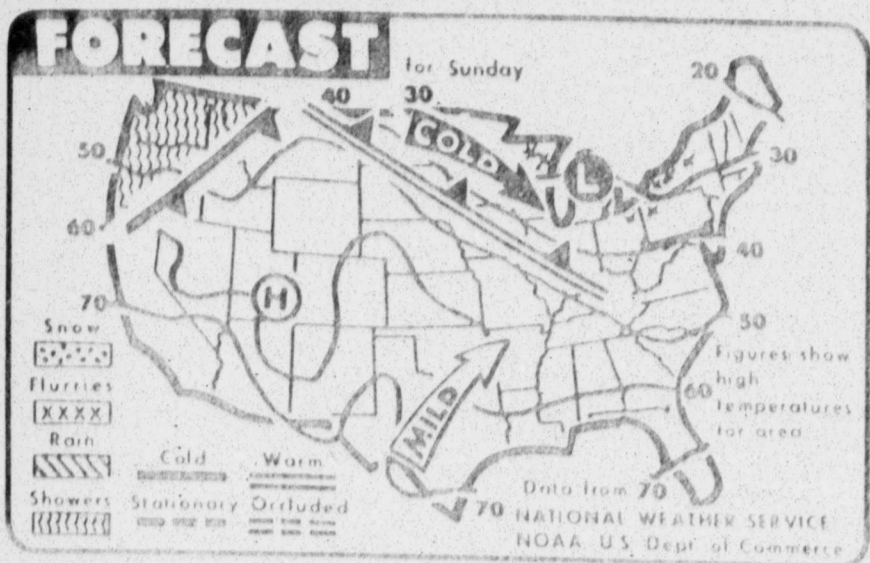 FORECAST
for Sunday
20
40
30
COLD
50
L
30
60
40
H
70
50
Snow
Figures show
high
temperatures
for area
Flurries
60
XXXX
MILD
Rain
Cold
Warm
Showers
Stationary
Occluded
Data from
70
70
NATIONAL WEATHER SERVICE
NOAA U.S. Dept of Commerce